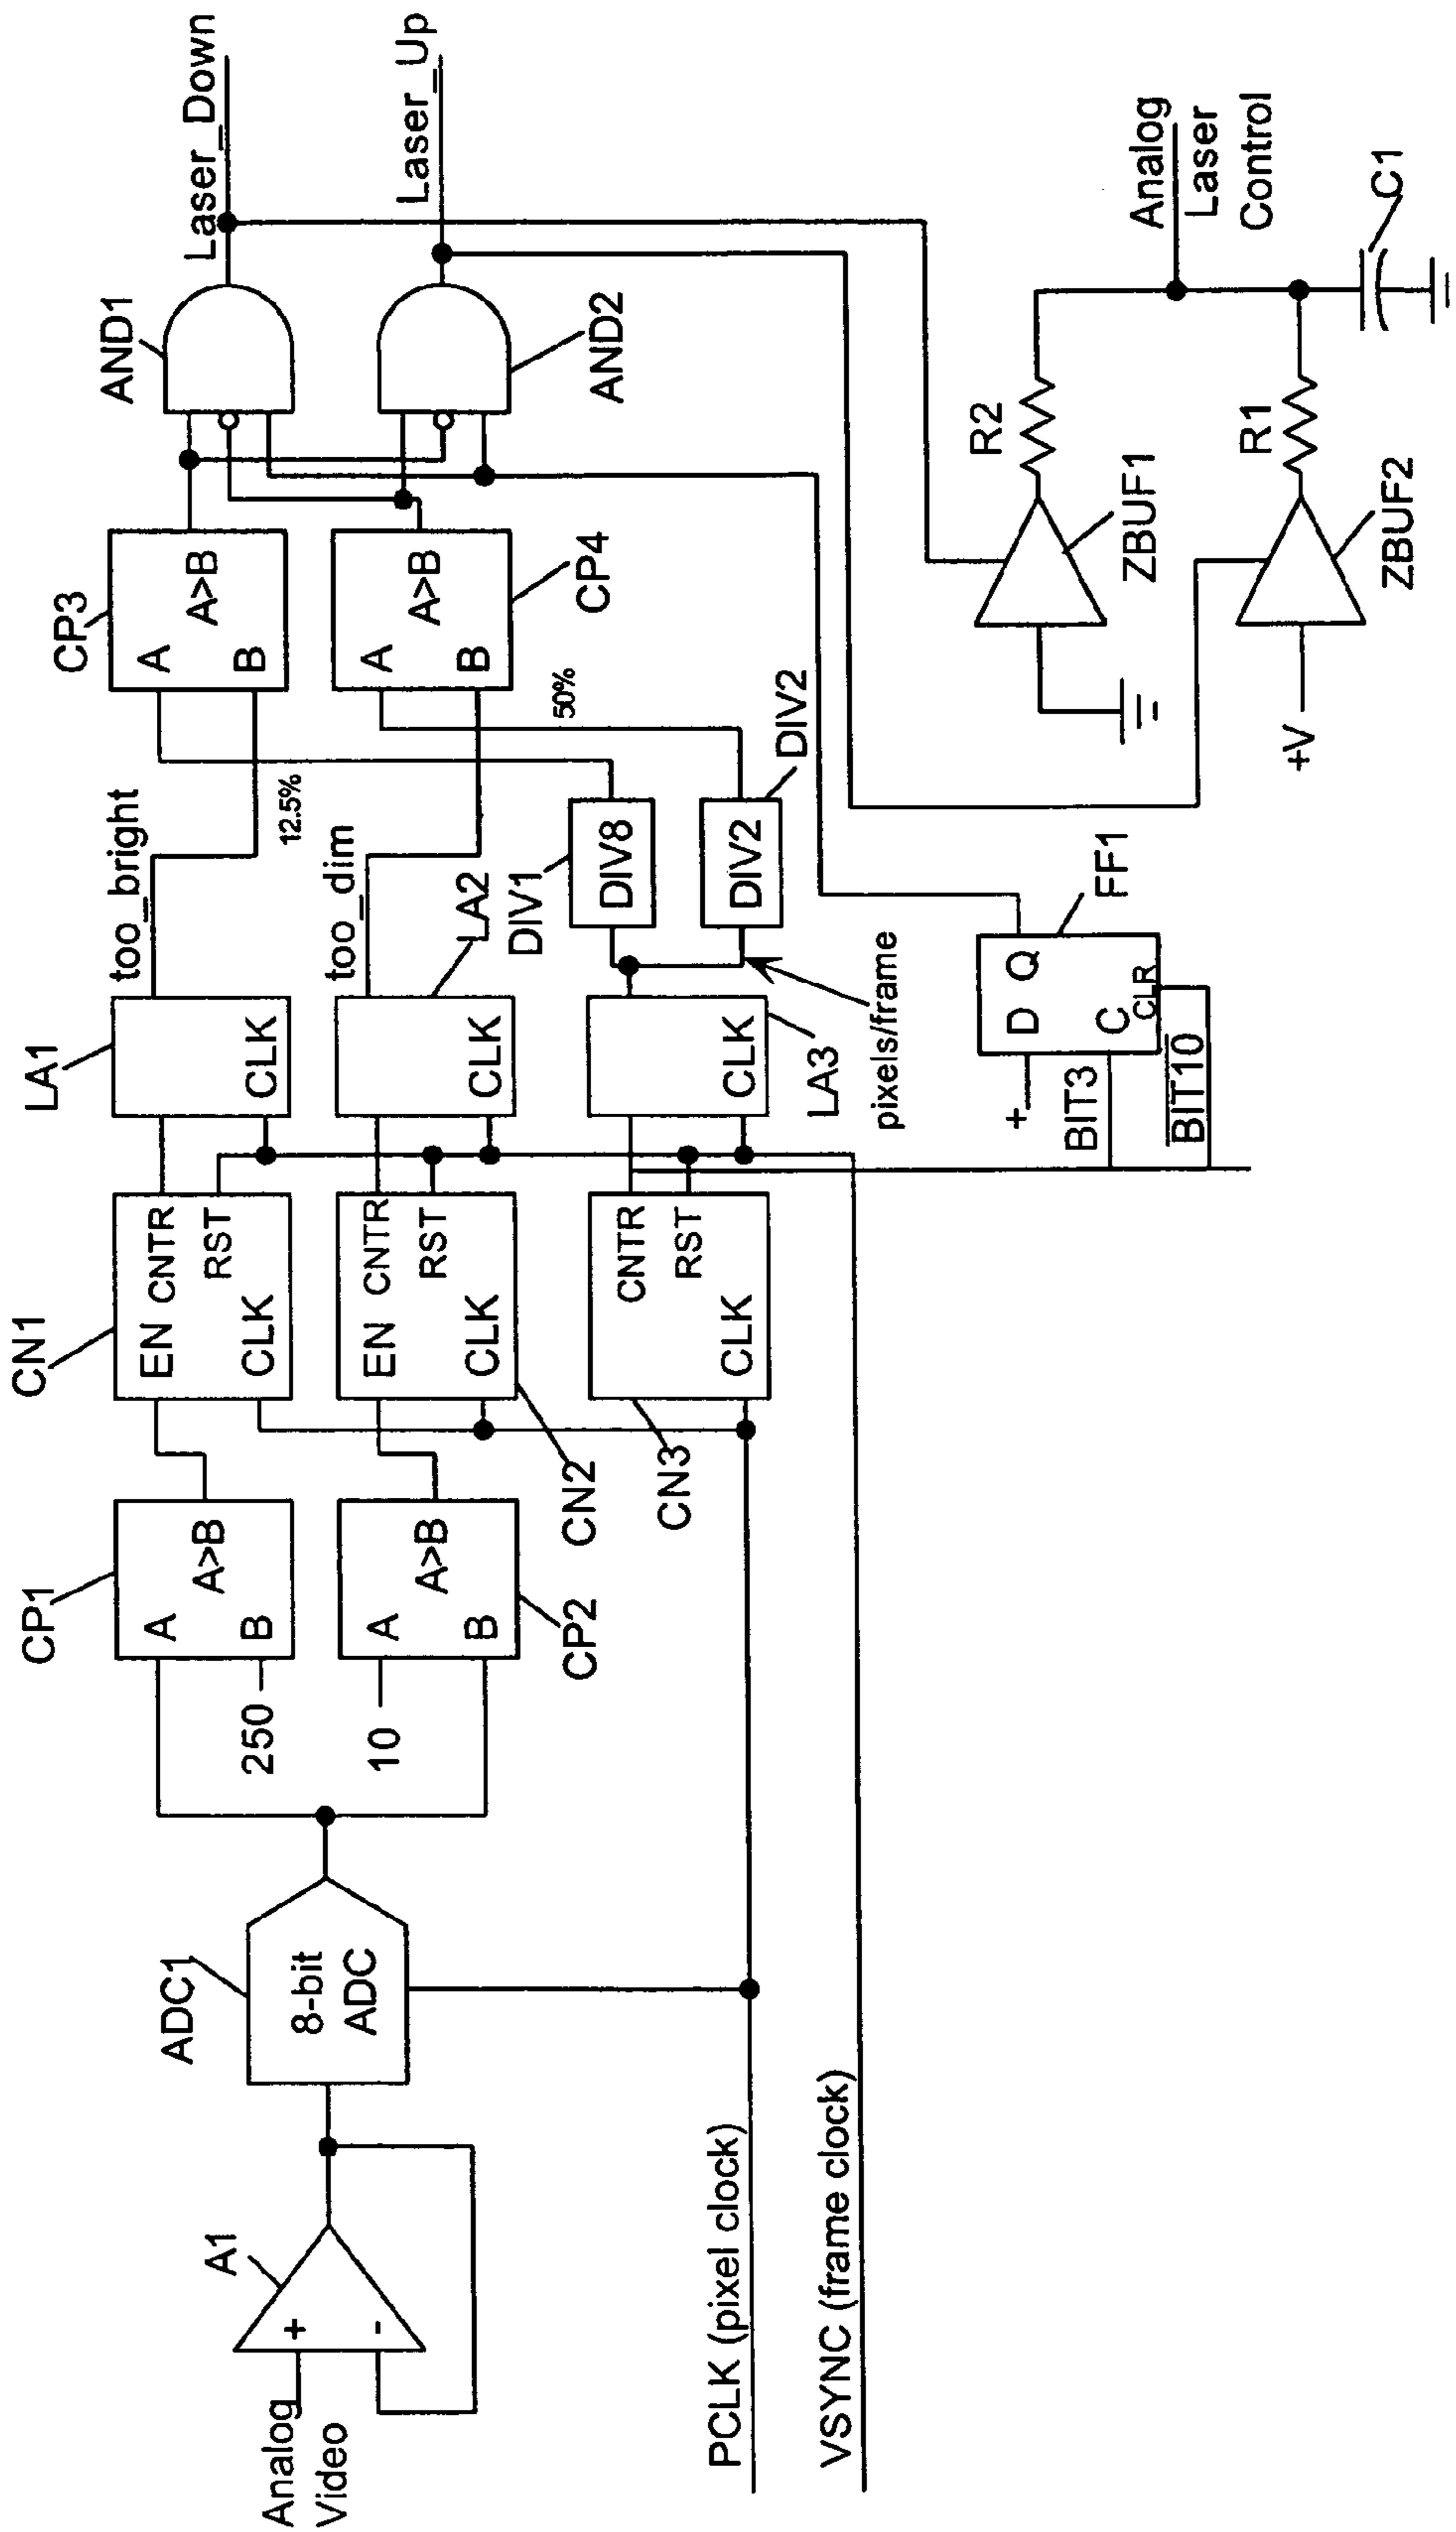 Analog
Video
A1
+
-
ADC1
8-bit
ADC
PCLK (pixel clock)
VSYNC (frame clock)
CP1
A
B
A>B
250
10
A
B
A>B
CP2
CN1
EN
CNTR
RST
CLK
EN
CNTR
RST
CLK
CN2
CNTR
RST
CLK
CN3
LA1
CLK
CLK
LA2
CLK
LA3
too_bright
too_dim
12.5%
50%
DIV1
DIV8
DIV2
DIV2
pixels/frame
CP3
A
B
A>B
A
B
A>B
CP4
AND1
AND2
Laser_Down
Laser_Up
+
BIT3
BIT10
D
Q
C
CLR
FF1
+V
ZBUF1
ZBUF2
R2
R1
Analog
Laser
Control
C1